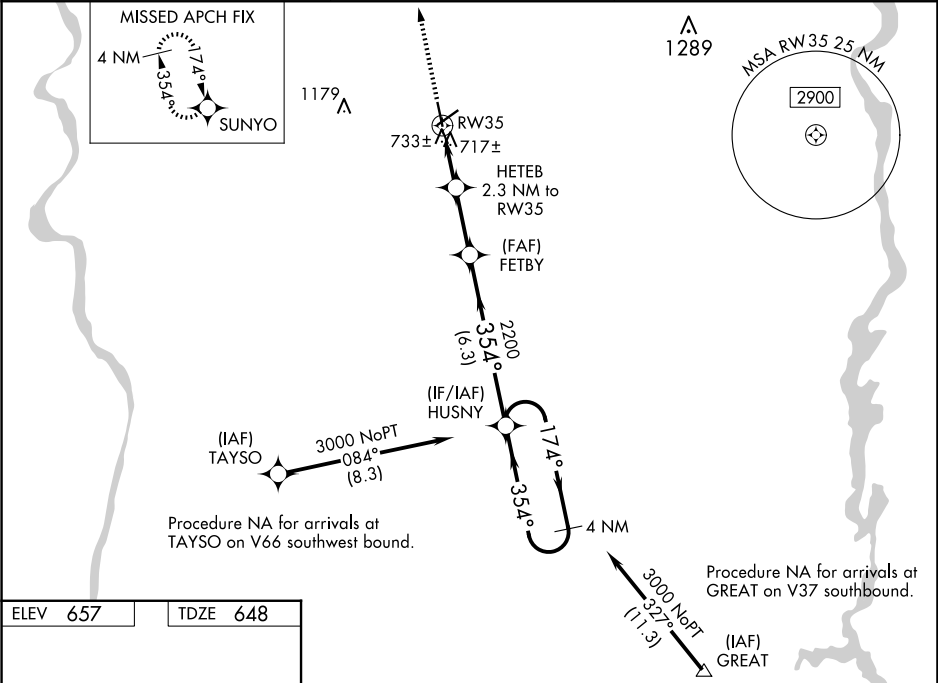 MISSED APCH FIX
4 NM
174°
354°
SUNYO
1179
1289
MSA RW35 25 NM
2900
RW35
733±
717±
HETEB
2.3 NM to
RW35
(FAF)
FETBY
2200
354°
(6.3)
(IF/IAF)
HUSNY
(IAF)
TAYSO
3000 NoPT
084°
(8.3)
174°
354°
4 NM
Procedure NA for arrivals at
TAYSO on V66 southwest bound.
3000 NoPT
327°
(11.3)
Procedure NA for arrivals at
GREAT on V37 southbound.
(IAF)
GREAT
ELEV 657
TDZE 648